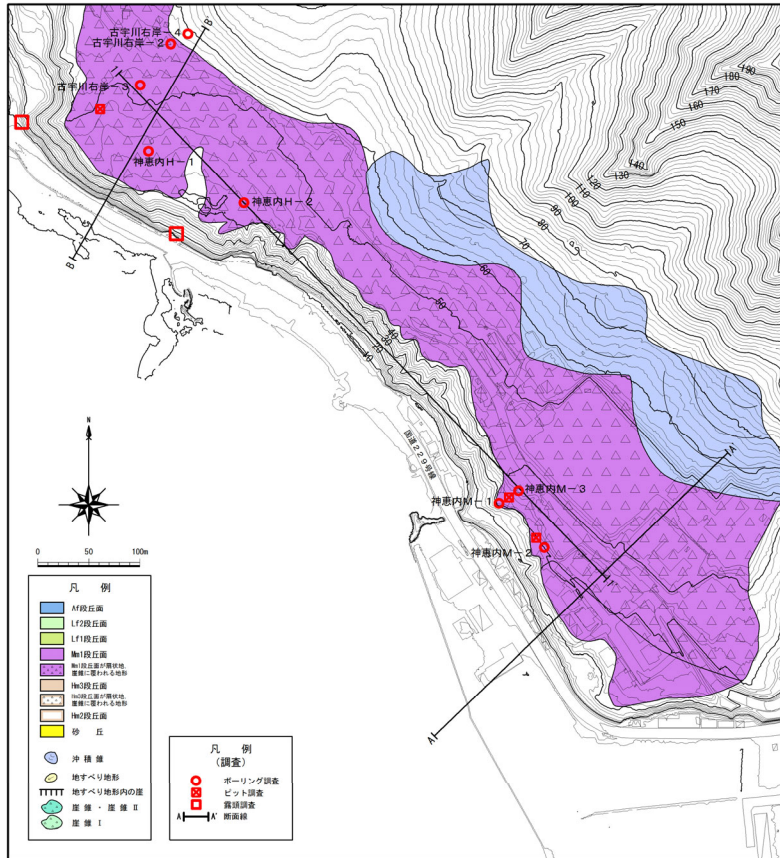 古宇川右岸－4
B'
古宇川右岸－2
古宇川右岸－3
神恵内H－1
神恵内H－2
B
190
180
170
160
150
140
130
120
110
100
90
80
70
60
50
40
30
20
10
国道229号線
神恵内M－3
神恵内M－1
神恵内M－2
A'
A
N
0 50 100m
凡 例
Af段丘面
Lf2段丘面
Lf1段丘面
Mm1段丘面
Mm1段丘面が扇状地、
崖錐に覆われる地形
Hm3段丘面
Hm3段丘面が扇状地、
崖錐に覆われる地形
Hm2段丘面
砂 丘
沖 積 錐
地すべり地形
地すべり地形内の崖
崖 錐 ・ 崖 錐 Ⅱ
崖 錐 Ⅰ
凡 例
(調査)
ボーリング調査
ピット調査
露頭調査
A A' 断面線